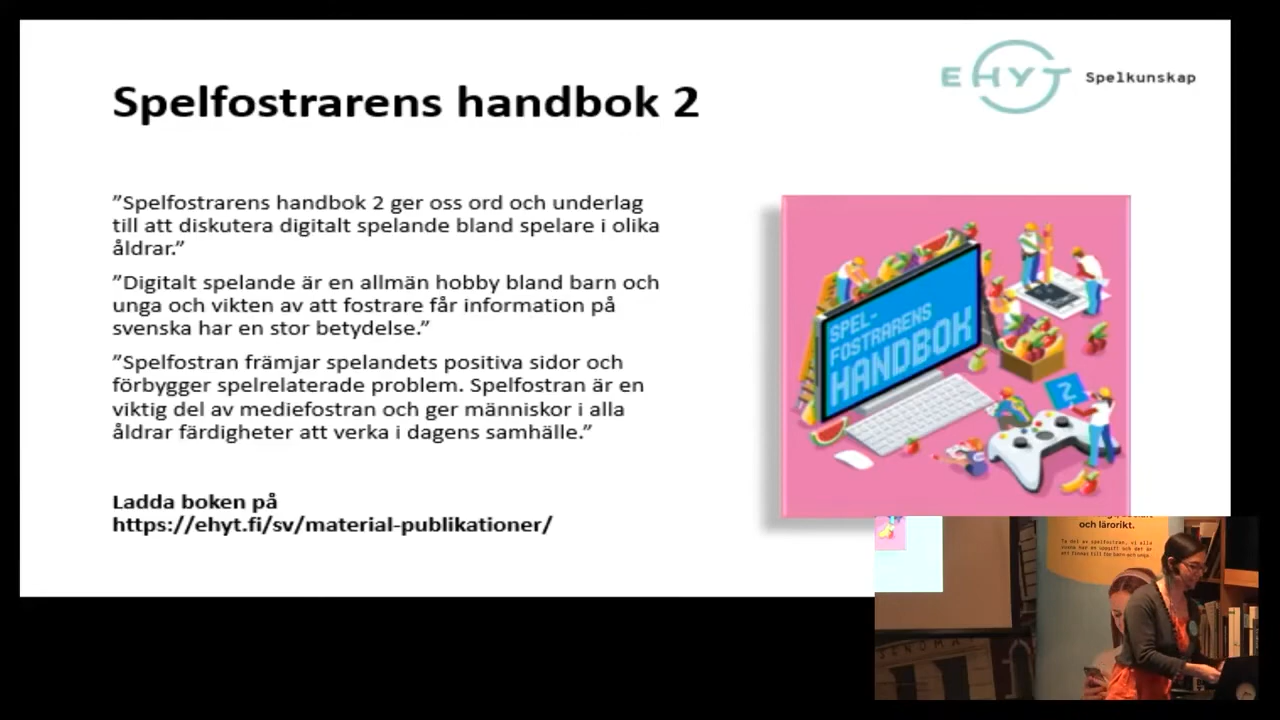 Spelfostrarens handbok 2
EHYT Spelkunskap
”Spelfostrarens handbok 2 ger oss ord och underlag
till att diskutera digitalt spelande bland spelare i olika
åldrar.”
”Digitalt spelande är en allmän hobby bland barn och
unga och vikten av att fostrare får information på
svenska har en stor betydelse.”
”Spelfostran främjar spelandets positiva sidor och
förbygger spelrelaterade problem. Spelfostran är en
viktig del av mediefostran och ger människor i alla
åldrar färdigheter att verka i dagens samhälle.”
Ladda boken på
https://ehyt.fi/sv/material-publikationer/
SPEL-
FOSTRARENS
HANDBOK
2
och lärorikt.